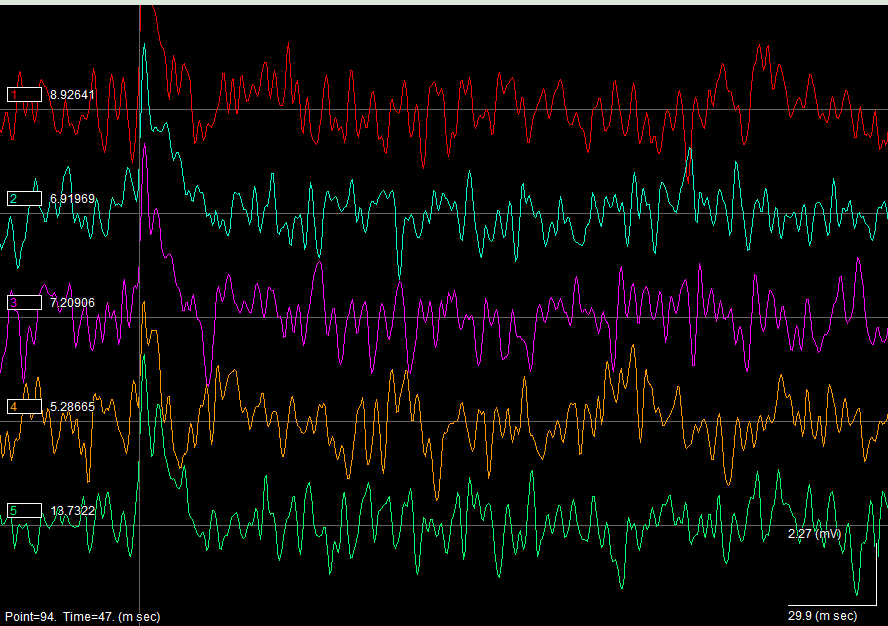 1 8.92641
2 6.91969
3 7.20906
4 5.28665
5 13.7322
2.27 (mV)
29.9 (m sec)
Point=94. Time=47. (m sec)